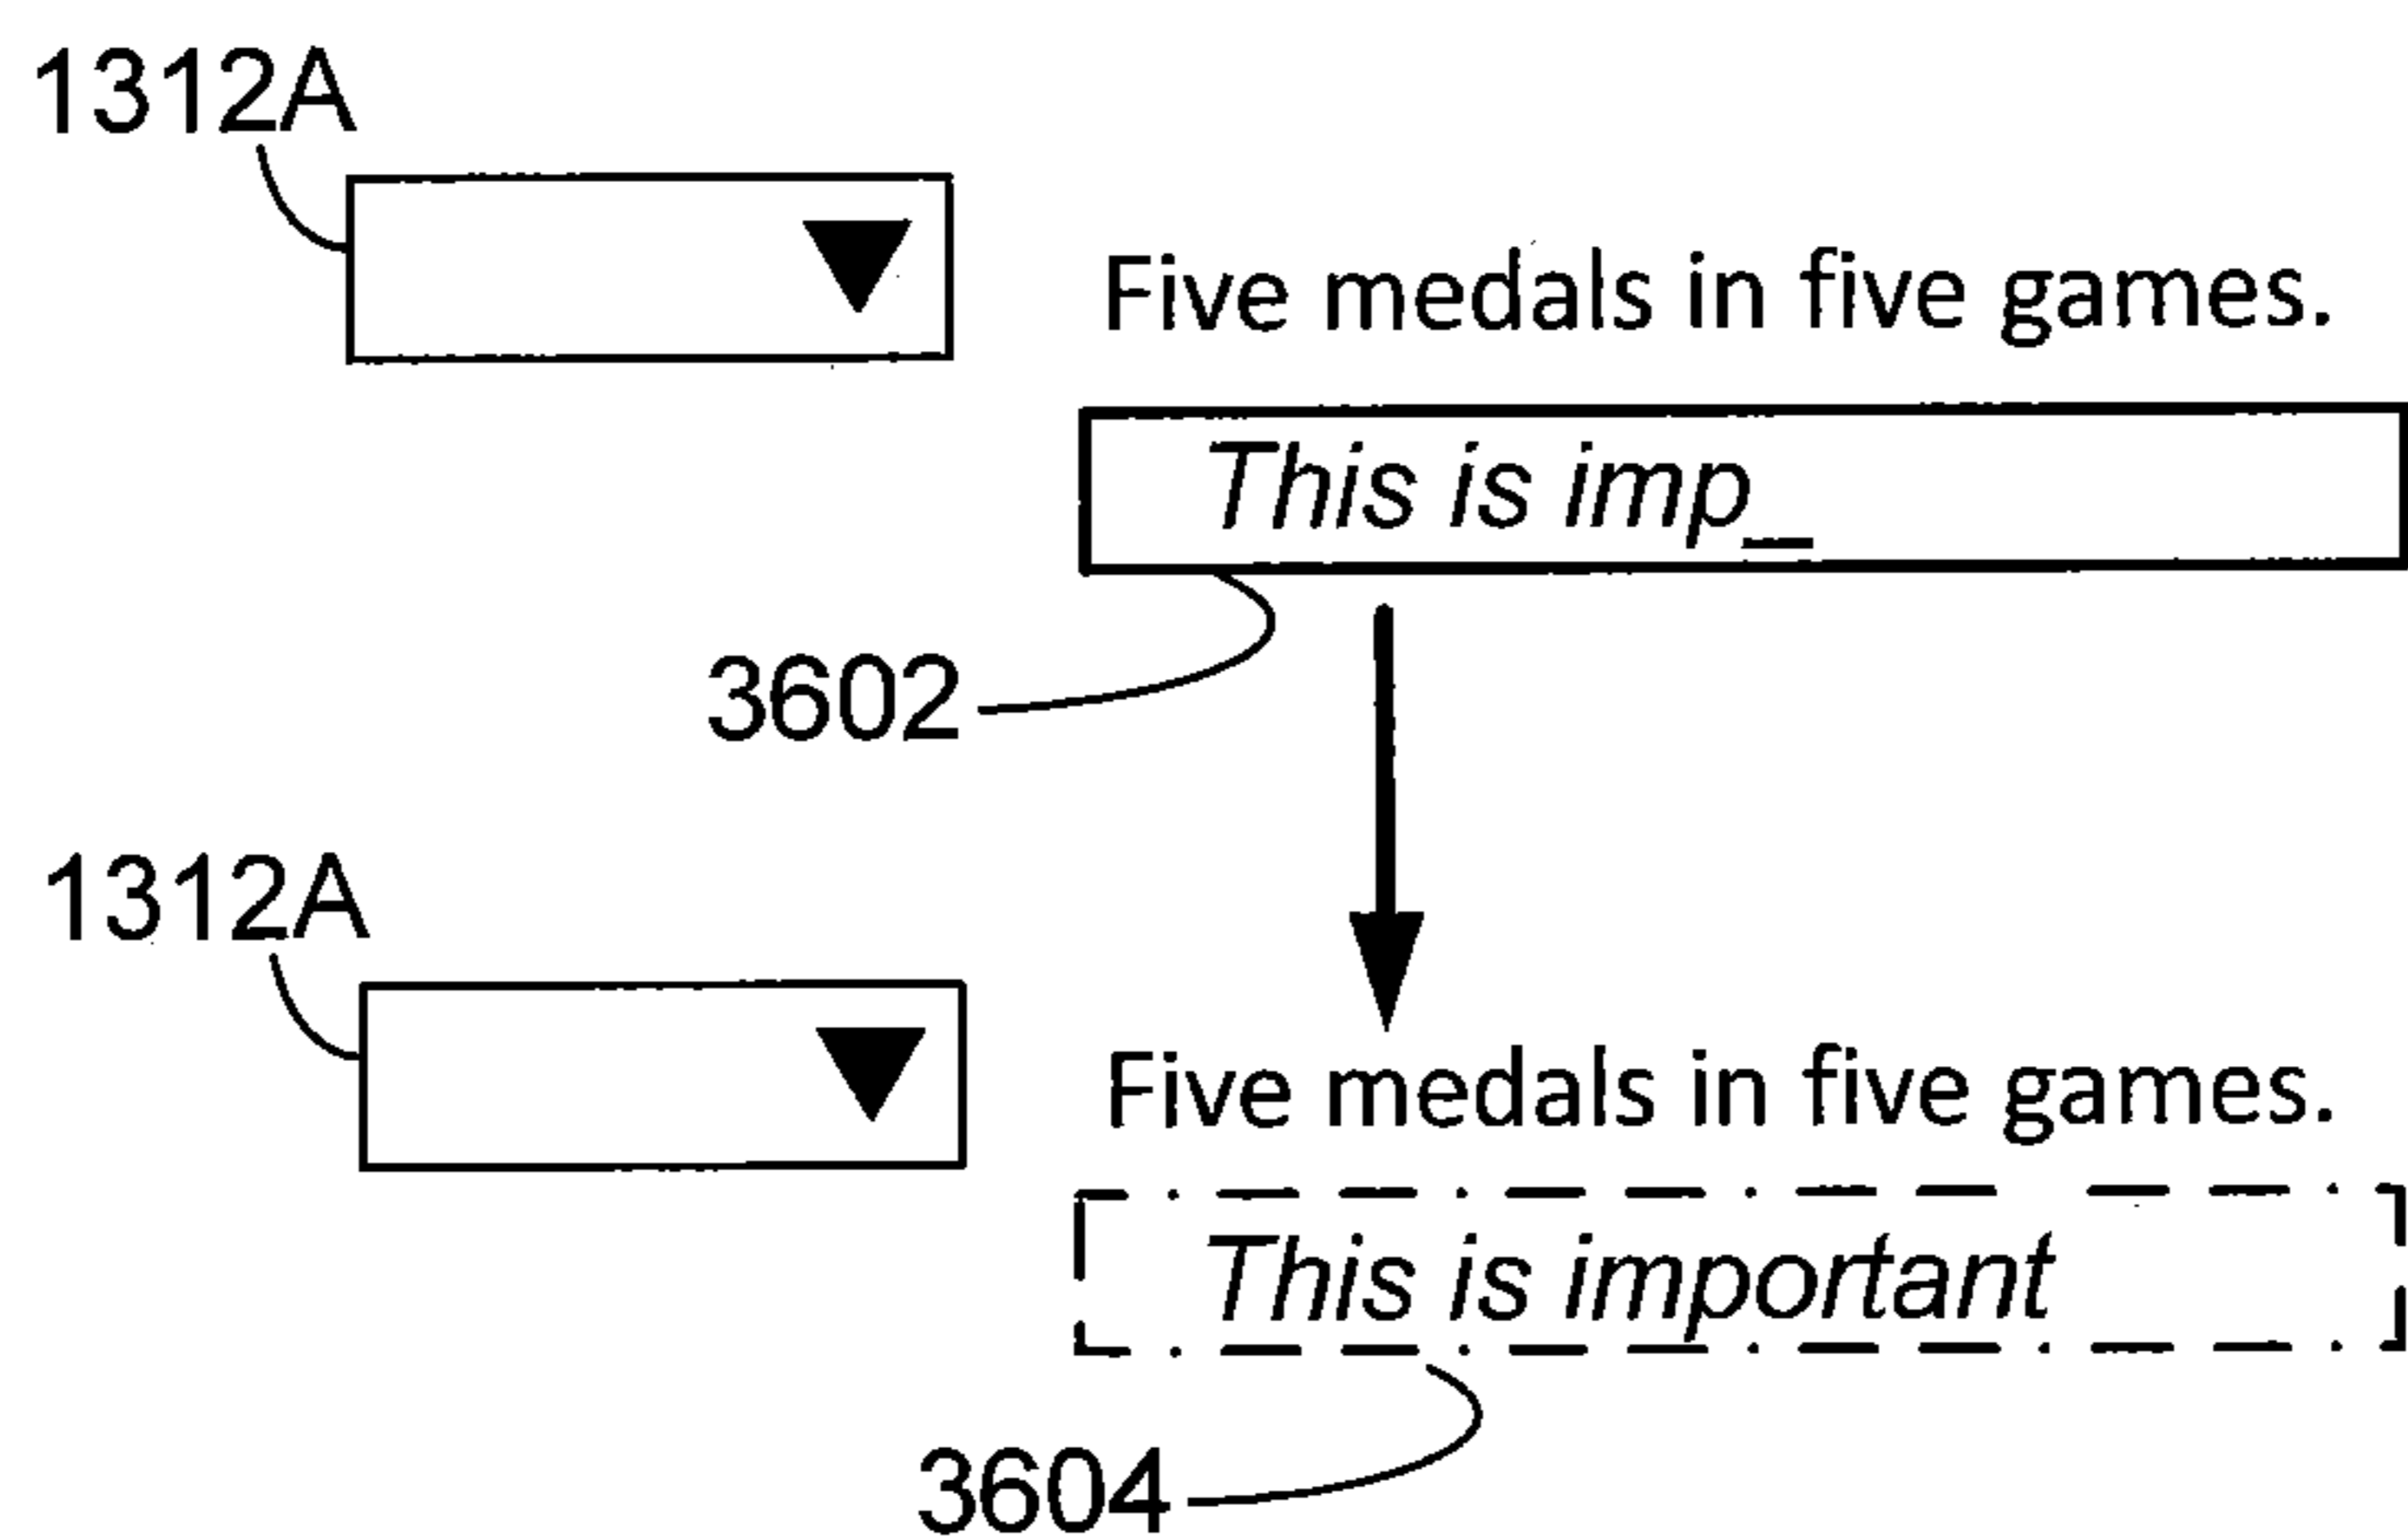 1312A
Five medals in five games.
This is imp_
3602
1312A
Five medals in five games.
This is important
3604